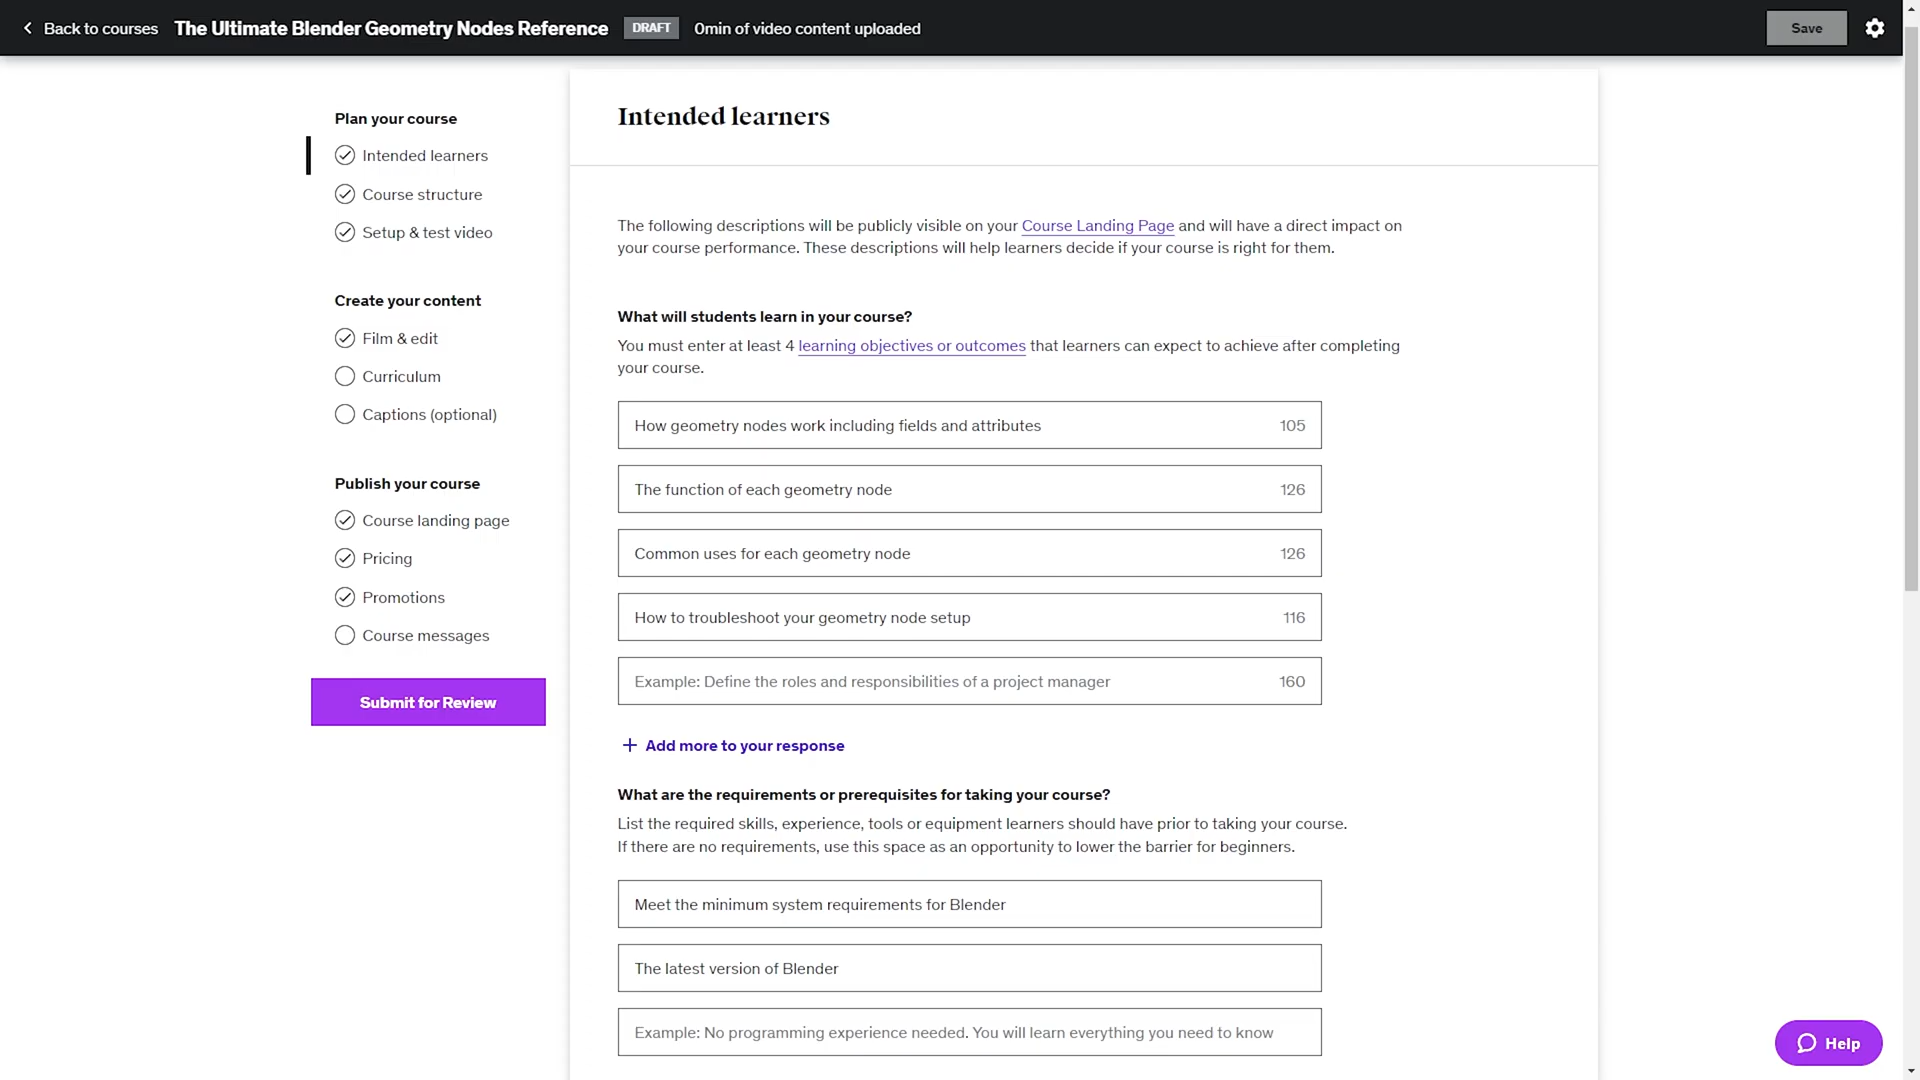 Back to courses
The Ultimate Blender Geometry Nodes Reference
DRAFT
0min of video content uploaded
Save
Plan your course
Intended learners
Course structure
Setup & test video
Create your content
Film & edit
Curriculum
Captions (optional)
Publish your course
Course landing page
Pricing
Promotions
Course messages
Submit for Review
Intended learners
The following descriptions will be publicly visible on your Course Landing Page and will have a direct impact on
your course performance. These descriptions will help learners decide if your course is right for them.
What will students learn in your course?
You must enter at least 4 learning objectives or outcomes that learners can expect to achieve after completing
your course.
How geometry nodes work including fields and attributes 105
The function of each geometry node 126
Common uses for each geometry node 126
How to troubleshoot your geometry node setup 116
Example: Define the roles and responsibilities of a project manager 160
+ Add more to your response
What are the requirements or prerequisites for taking your course?
List the required skills, experience, tools or equipment learners should have prior to taking your course.
If there are no requirements, use this space as an opportunity to lower the barrier for beginners.
Meet the minimum system requirements for Blender
The latest version of Blender
Example: No programming experience needed. You will learn everything you need to know
Help